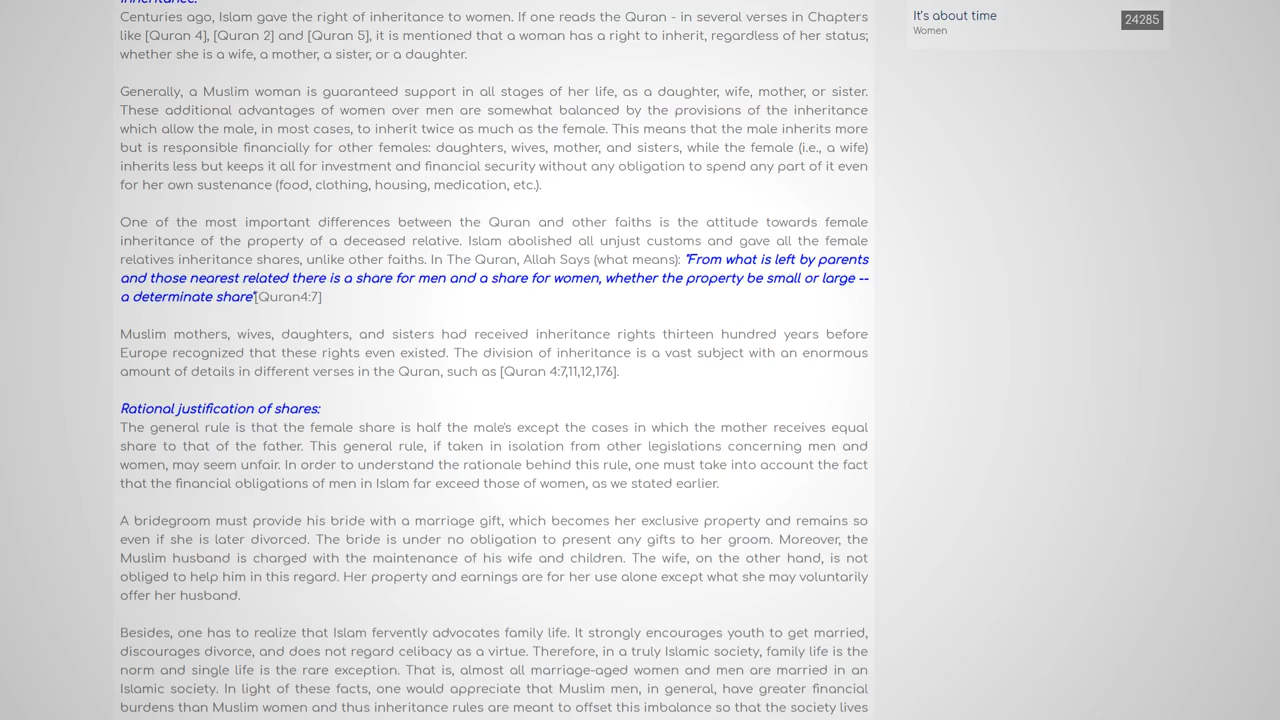 Inheritance:
Centuries ago, Islam gave the right of inheritance to women. If one reads the Quran - in several verses in Chapters
like [Quran 4], [Quran 2] and [Quran 5], it is mentioned that a woman has a right to inherit, regardless of her status;
whether she is a wife, a mother, a sister, or a daughter.
Generally, a Muslim woman is guaranteed support in all stages of her life, as a daughter, wife, mother, or sister.
These additional advantages of women over men are somewhat balanced by the provisions of the inheritance
which allow the male, in most cases, to inherit twice as much as the female. This means that the male inherits more
but is responsible financially for other females: daughters, wives, mother, and sisters, while the female (i.e., a wife)
inherits less but keeps it all for investment and financial security without any obligation to spend any part of it even
for her own sustenance (food, clothing, housing, medication, etc.).
One of the most important differences between the Quran and other faiths is the attitude towards female
inheritance of the property of a deceased relative. Islam abolished all unjust customs and gave all the female
relatives inheritance shares, unlike other faiths. In The Quran, Allah Says (what means): "From what is left by parents
and those nearest related there is a share for men and a share for women, whether the property be small or large --
a determinate share"[Quran4:7]
Muslim mothers, wives, daughters, and sisters had received inheritance rights thirteen hundred years before
Europe recognized that these rights even existed. The division of inheritance is a vast subject with an enormous
amount of details in different verses in the Quran, such as [Quran 4:7,11,12,176].
Rational justification of shares:
The general rule is that the female share is half the male's except the cases in which the mother receives equal
share to that of the father. This general rule, if taken in isolation from other legislations concerning men and
women, may seem unfair. In order to understand the rationale behind this rule, one must take into account the fact
that the financial obligations of men in Islam far exceed those of women, as we stated earlier.
A bridegroom must provide his bride with a marriage gift, which becomes her exclusive property and remains so
even if she is later divorced. The bride is under no obligation to present any gifts to her groom. Moreover, the
Muslim husband is charged with the maintenance of his wife and children. The wife, on the other hand, is not
obliged to help him in this regard. Her property and earnings are for her use alone except what she may voluntarily
offer her husband.
Besides, one has to realize that Islam fervently advocates family life. It strongly encourages youth to get married,
discourages divorce, and does not regard celibacy as a virtue. Therefore, in a truly Islamic society, family life is the
norm and single life is the rare exception. That is, almost all marriage-aged women and men are married in an
Islamic society. In light of these facts, one would appreciate that Muslim men, in general, have greater financial
burdens than Muslim women and thus inheritance rules are meant to offset this imbalance so that the society lives
It's about time
24285
Women